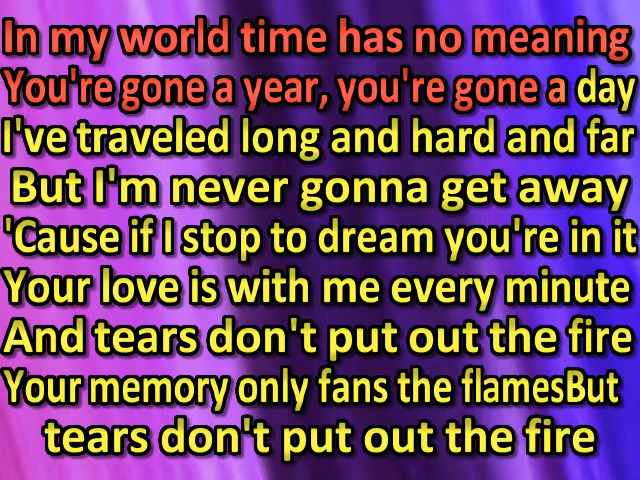 In my world time has no meaning
You're gone a year, you're gone a day
I've traveled long and hard and far
But I'm never gonna get away
'Cause if I stop to dream you're in it
Your love is with me every minute
And tears don't put out the fire
Your memory only fans the flamesBut
tears don't put out the fire